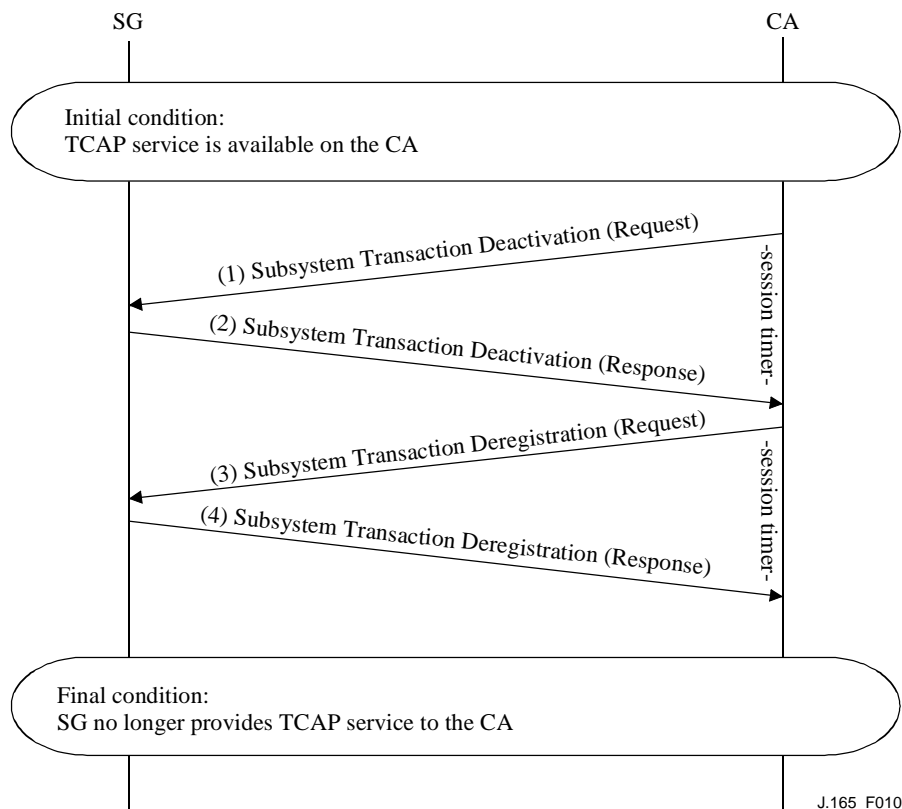 SG
CA
Initial condition:
TCAP service is available on the CA
(1) Subsystem Transaction Deactivation (Request)
-session timer-
(2) Subsystem Transaction Deactivation (Response)
(3) Subsystem Transaction Deregistration (Request)
-session timer-
(4) Subsystem Transaction Deregistration (Response)
Final condition:
SG no longer provides TCAP service to the CA
J.165_F010